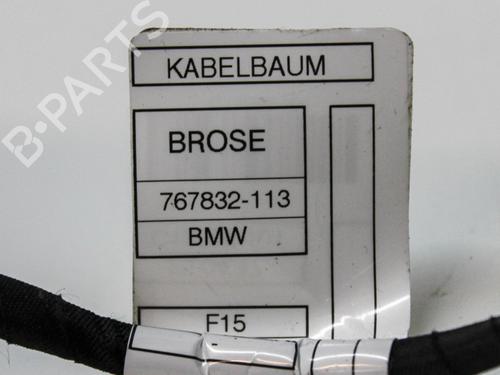 B-PARTS
KABELBAUM
BROSE
767832-113
BMW
F15